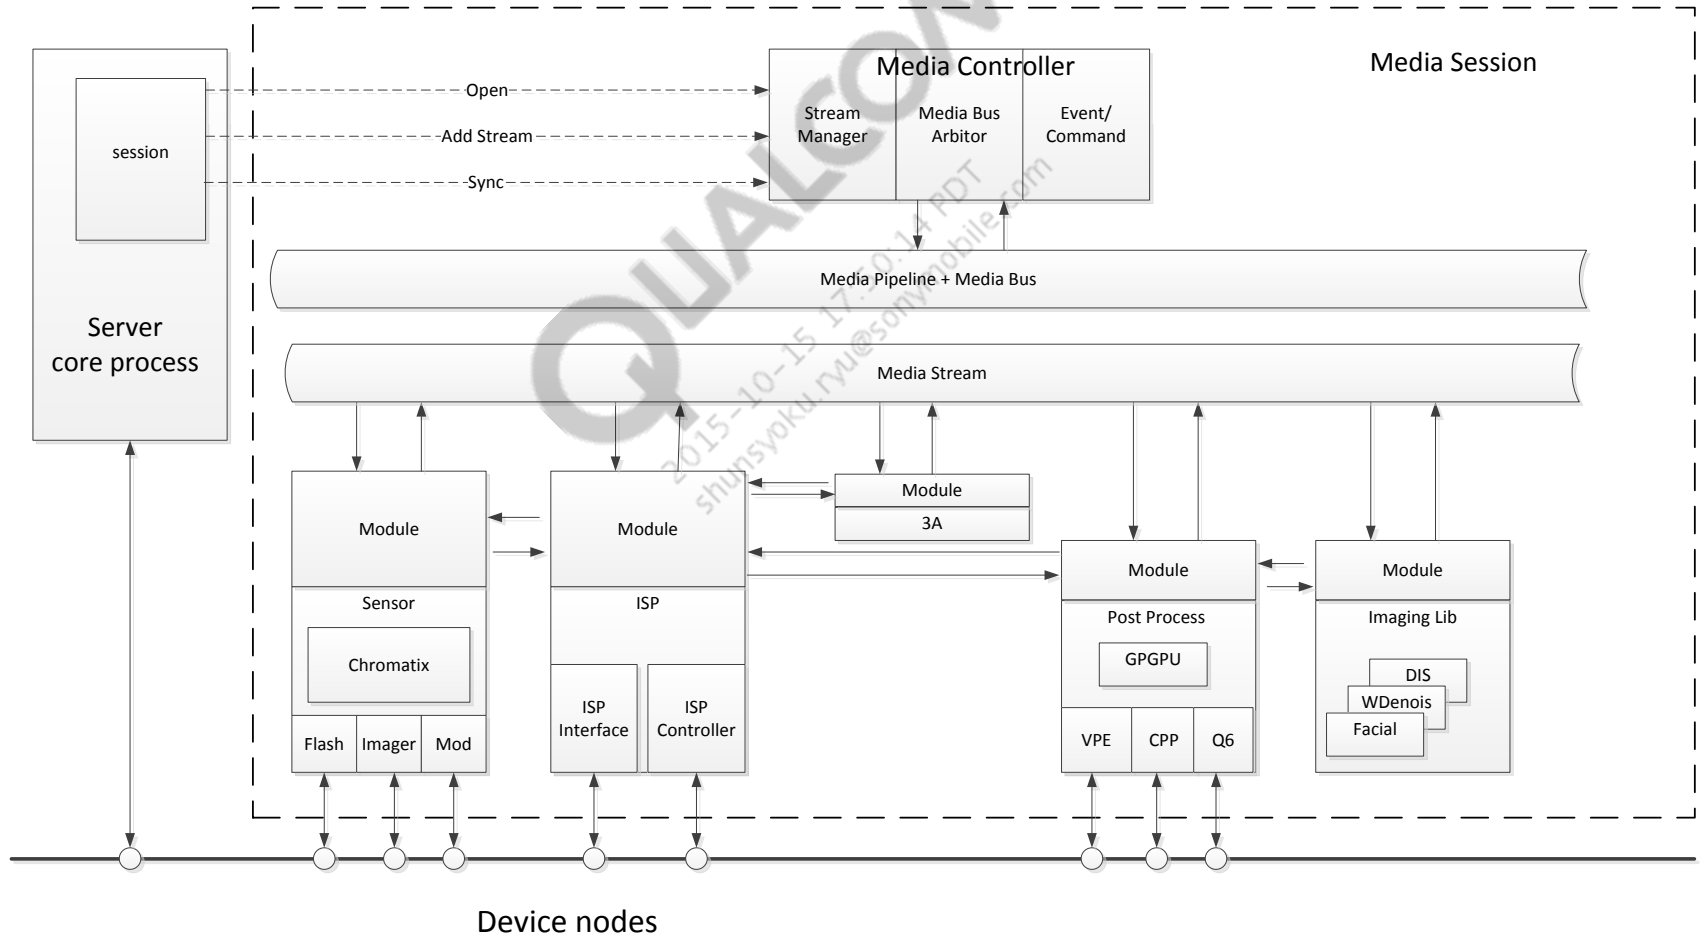 Media Session
Media Controller
Stream
Manager
Media Bus
Arbitor
Event/
Command
session
Open
Add Stream
Sync
Server
core process
Media Pipeline + Media Bus
Media Stream
QUALCOM
2015-10-15 17:50:14 PDT
shunsyoku.ryu@sonymobile.com
Module
Sensor
Chromatix
Flash
Imager
Mod
Module
ISP
ISP
Interface
ISP
Controller
Module
3A
Module
Post Process
GPGPU
VPE
CPP
Q6
Module
Imaging Lib
DIS
WDenois
Facial
Device nodes